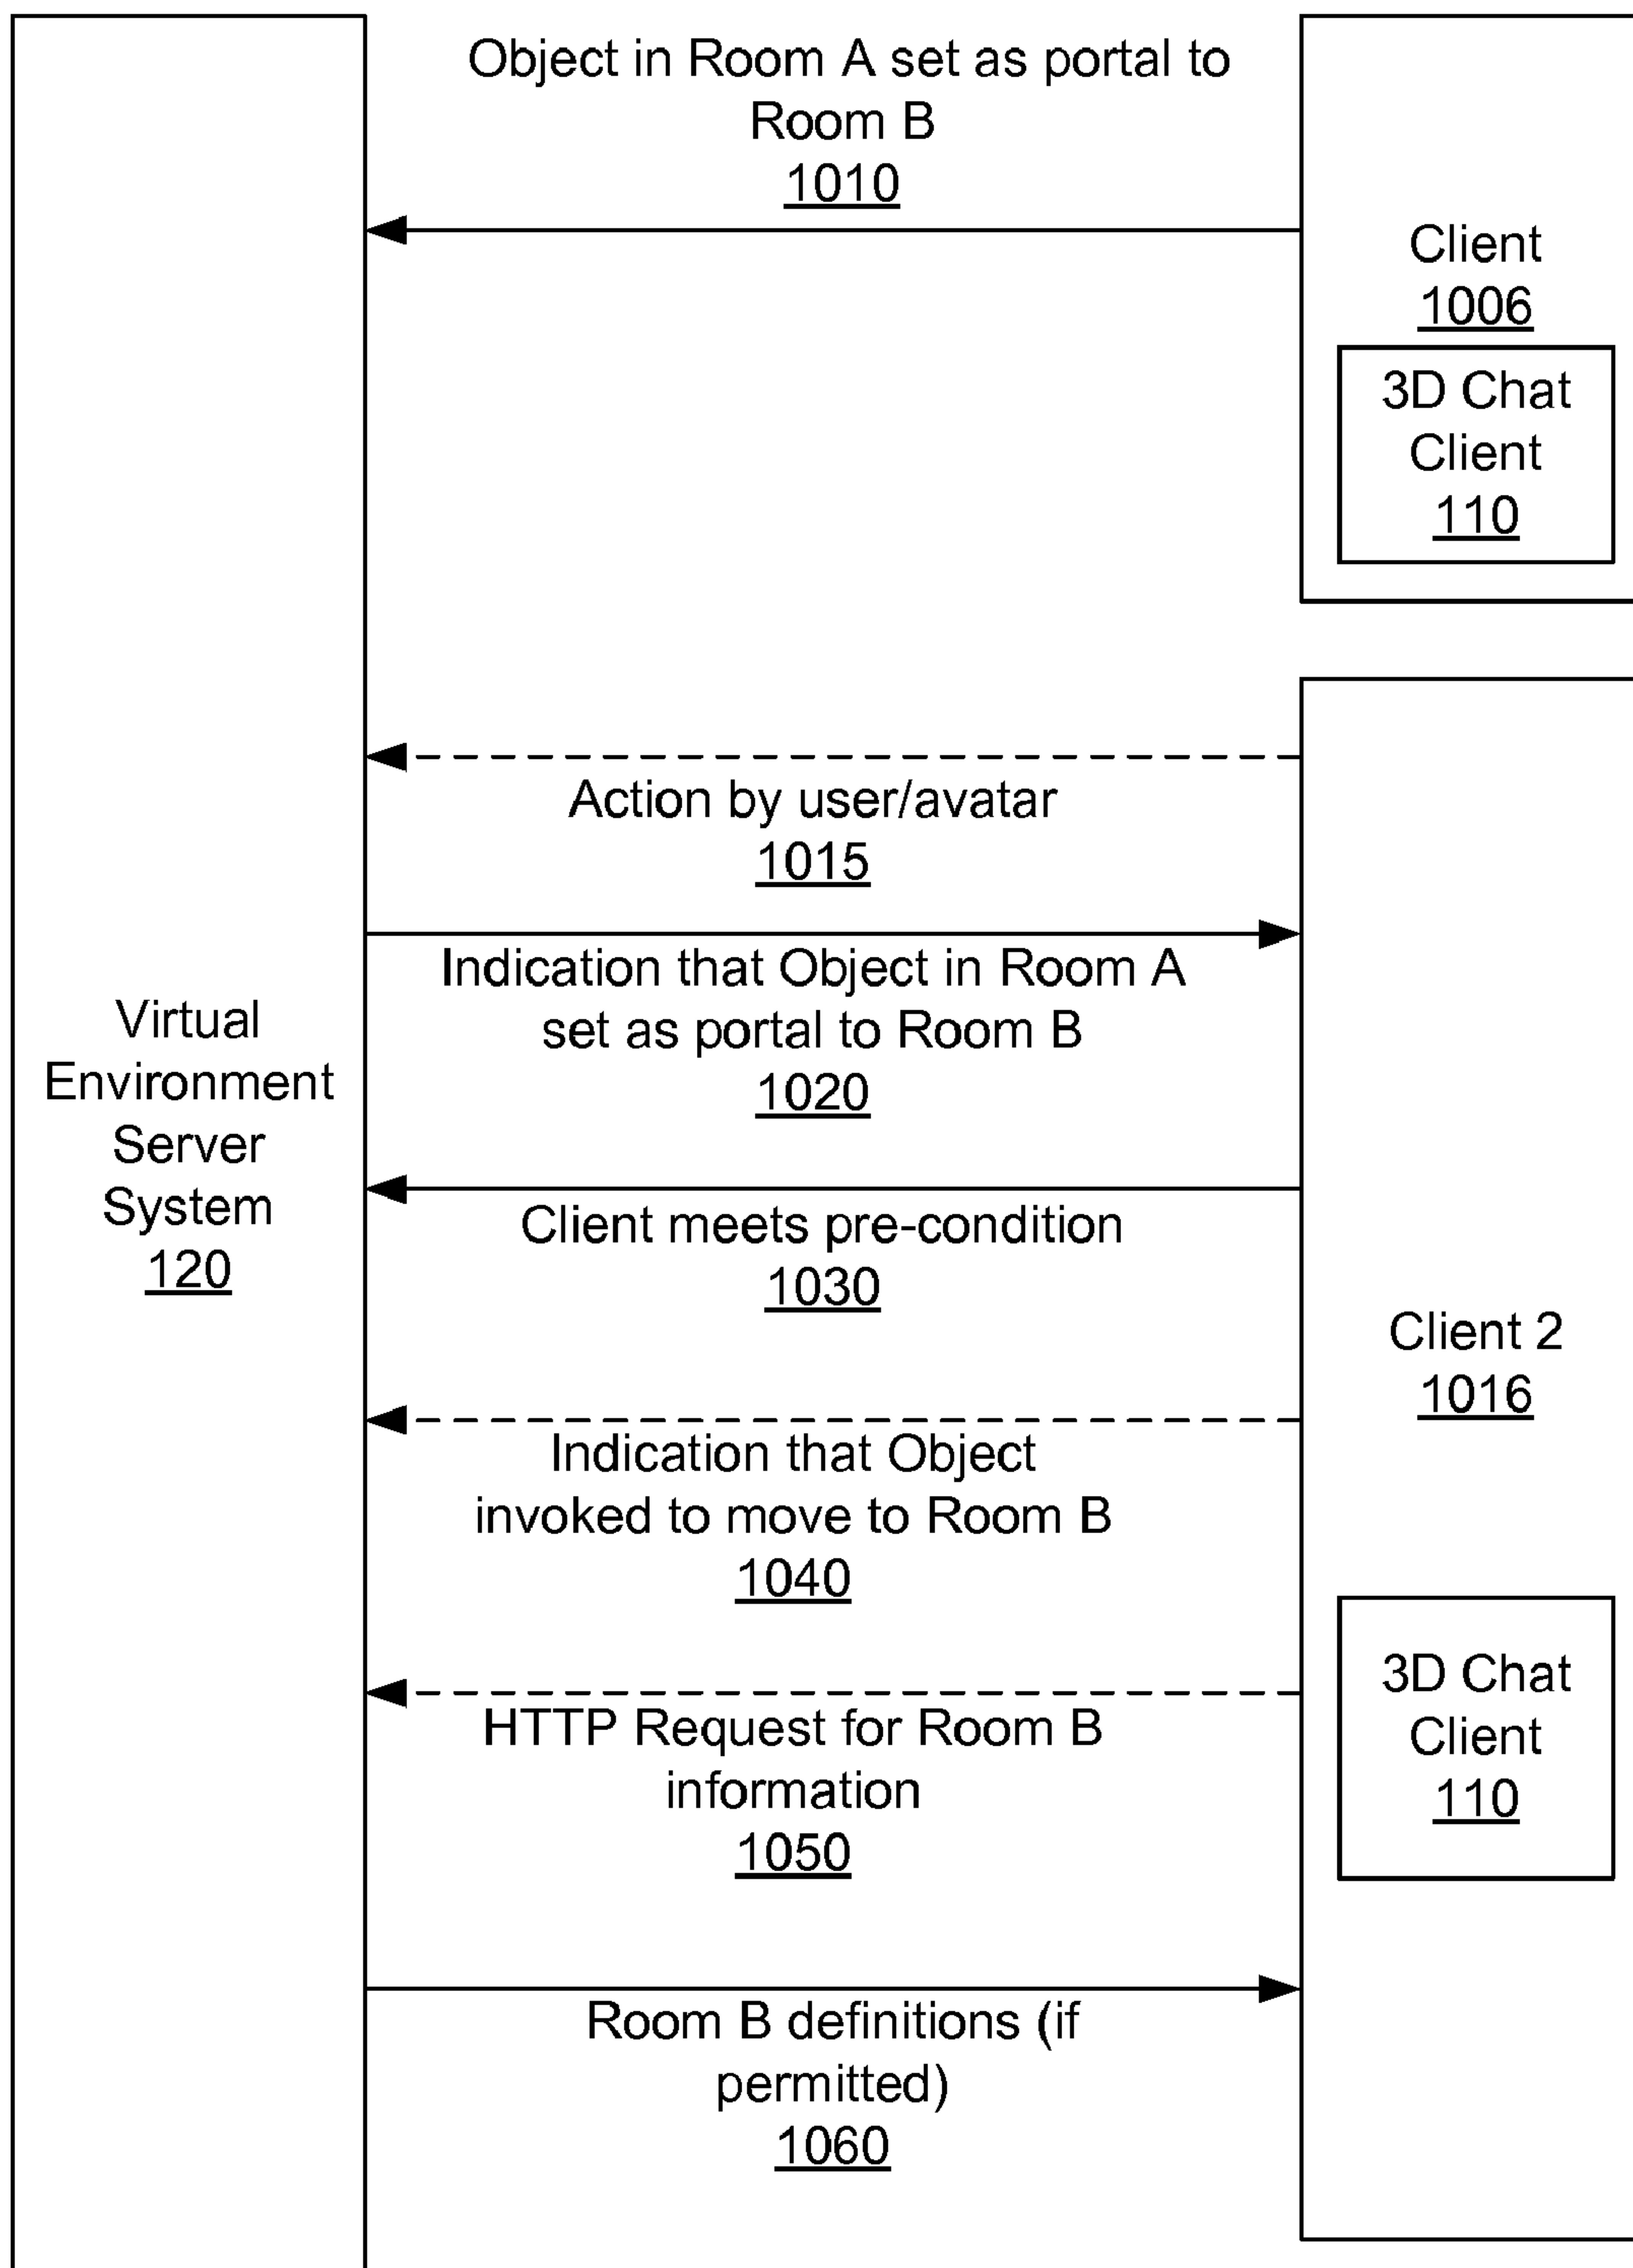 Object in Room A set as portal to
Room B
1010
Client
1006
3D Chat
Client
110
Action by user/avatar
1015
Indication that Object in Room A
set as portal to Room B
1020
Virtual
Environment
Server
System
120
Client meets pre-condition
1030
Client 2
1016
Indication that Object
invoked to move to Room B
1040
HTTP Request for Room B
information
1050
3D Chat
Client
110
Room B definitions (if
permitted)
1060